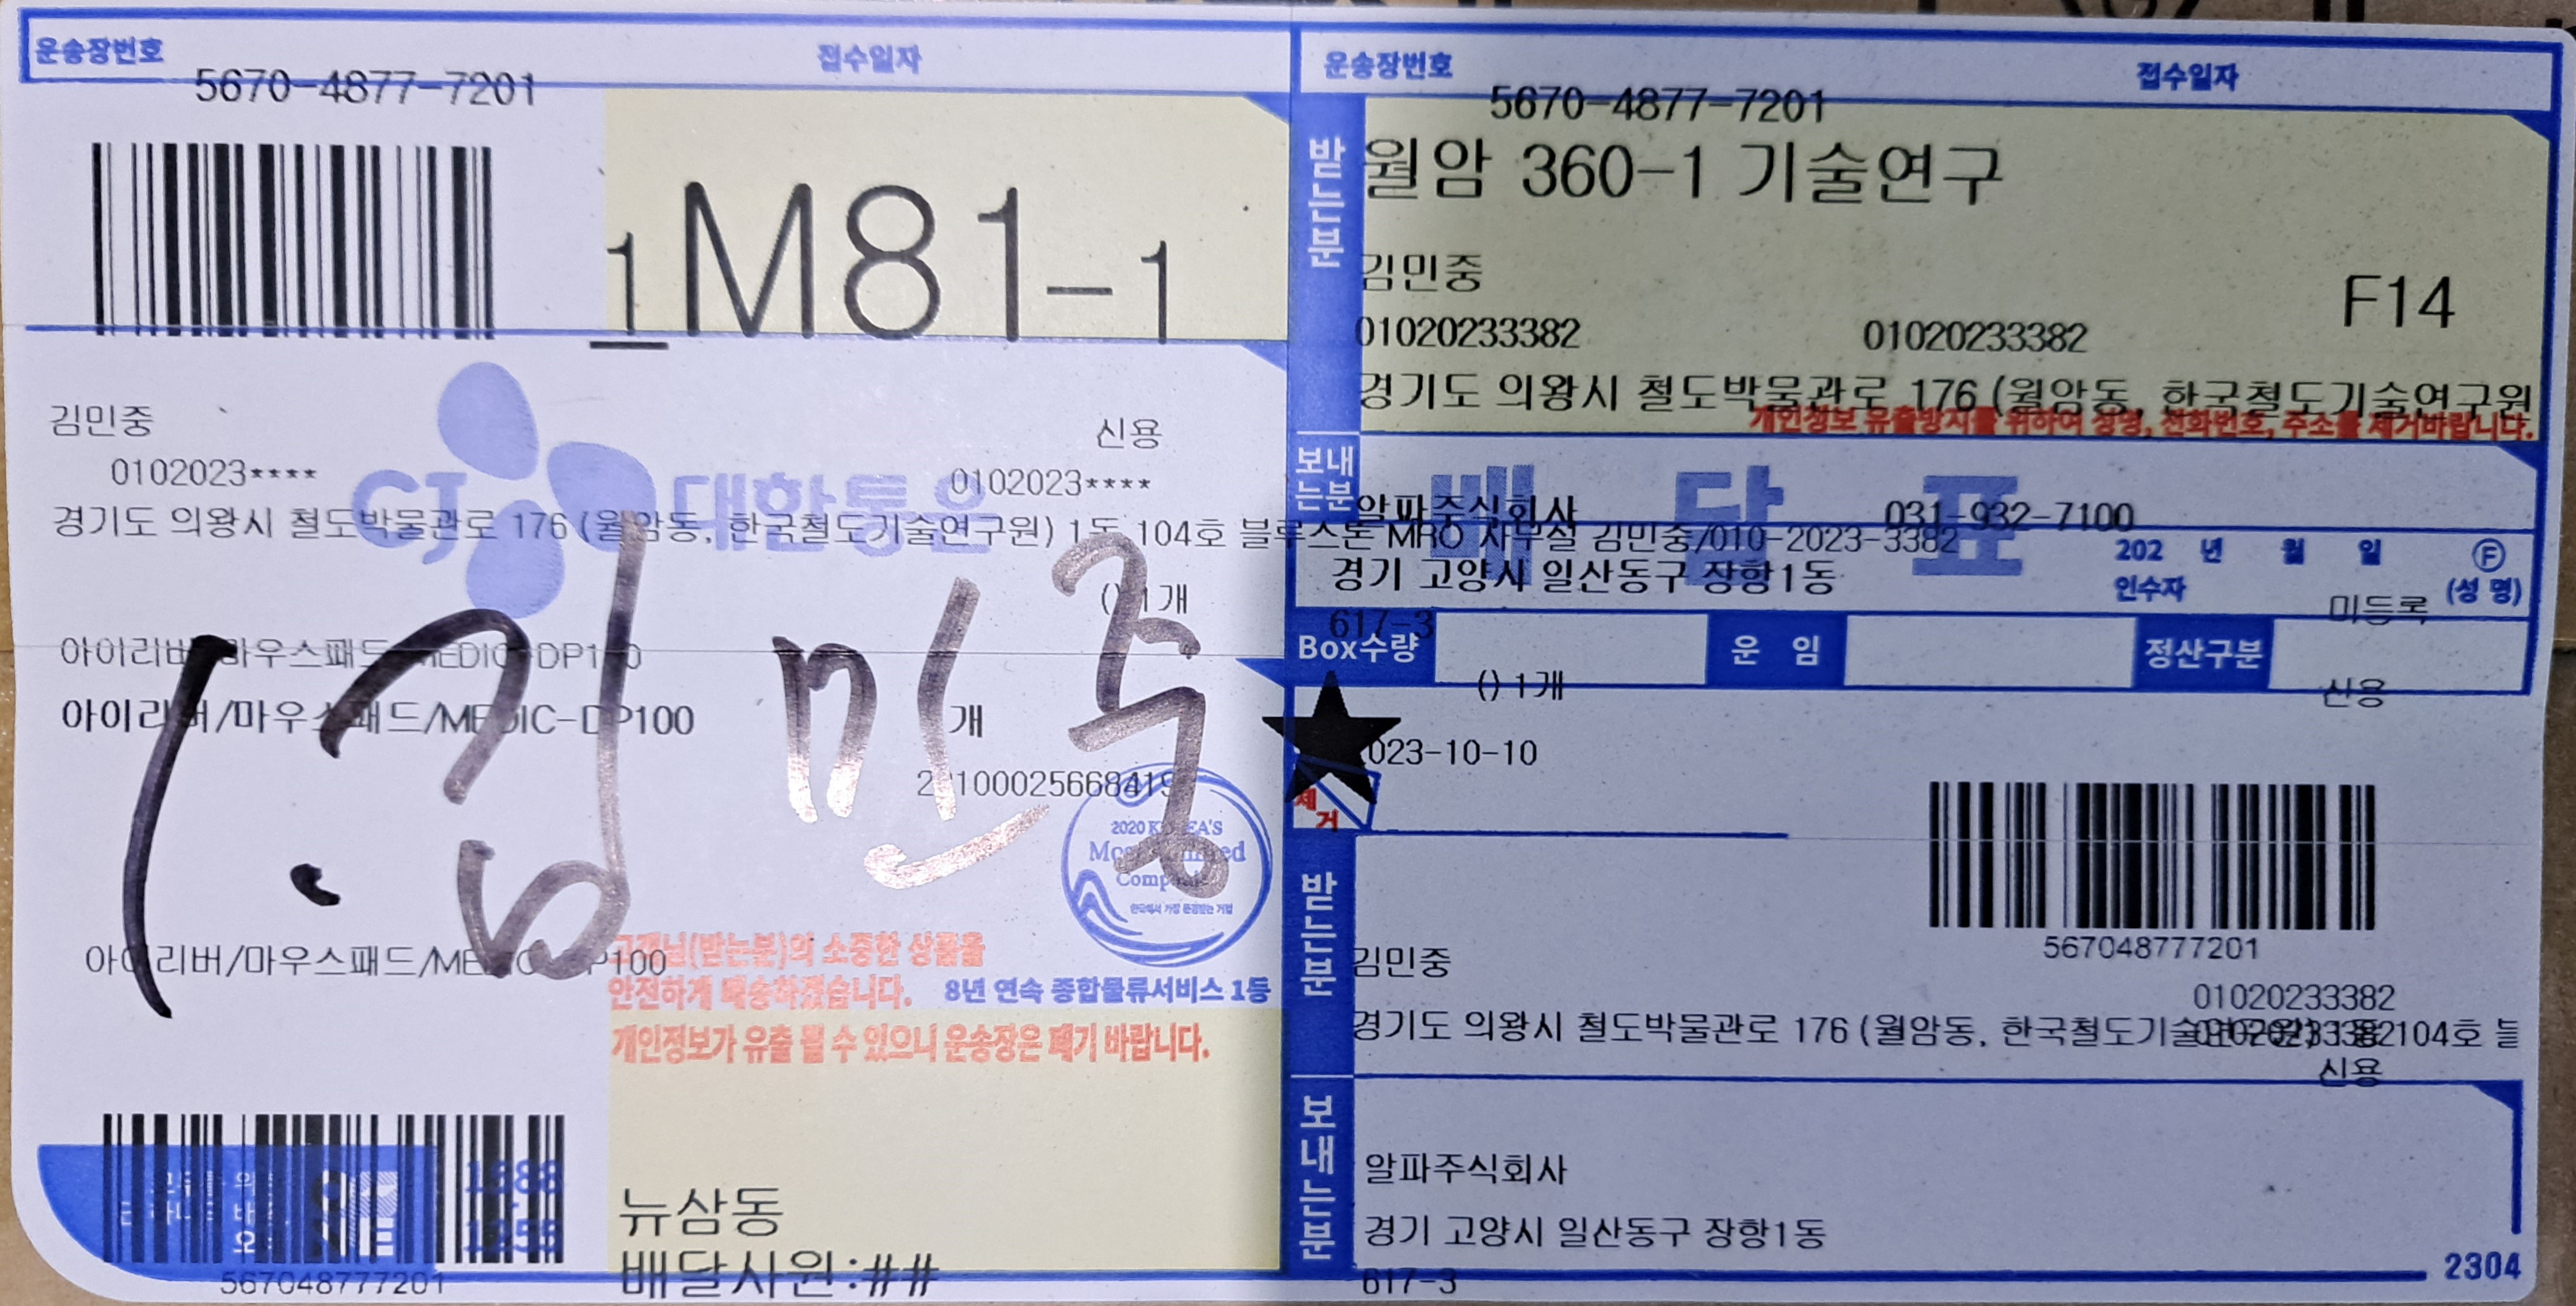 운송장번호 접수일자
5670-4877-7201
1M81-1
김민중 신용
0102023**** 0102023****
CJ대한통운
경기도 의왕시 철도박물관로 176 (월암동, 한국철도기술연구원) 1동 104호 블루스톤 MRO 사무실 김민중/010-2023-3382
() 1개
아이리버/마우스패드/MEDIC-DP100
아이리버/마우스패드/MEDIC-DP100 개
김민중
2020 KOREA'S
Most Admired
Companies
한국에서 가장 존경받는 기업
아이리버/마우스패드/MEDIC-DP100
고객님(받는분)의 소중한 상품을
안전하게 배송하겠습니다. 8년 연속 종합물류서비스 1등
개인정보가 유출 될 수 있으니 운송장은 폐기 바랍니다.
1588
1255
567048777201
뉴삼동
배달사원:##
운송장번호 접수일자
5670-4877-7201
받는분
월암 360-1 기술연구
김민중
F14
01020233382 01020233382
경기도 의왕시 철도박물관로 176 (월암동, 한국철도기술연구원
개인정보 유출방지를 위하여 성명, 전화번호, 주소를 제거바랍니다.
보내는분
배달표
알파주식회사 031-932-7100
경기 고양시 일산동구 장항1동
617-3
202 년 월 일 F
인수자 (성 명)
미등록
Box수량 운 임 정산구분
() 1개 신용
023-10-10
제거
567048777201
받는분
김민중
01020233382
경기도 의왕시 철도박물관로 176 (월암동, 한국철도기술연구원) 1동 104호
01020233382
신용
보내는분
알파주식회사
경기 고양시 일산동구 장항1동
617-3
2304